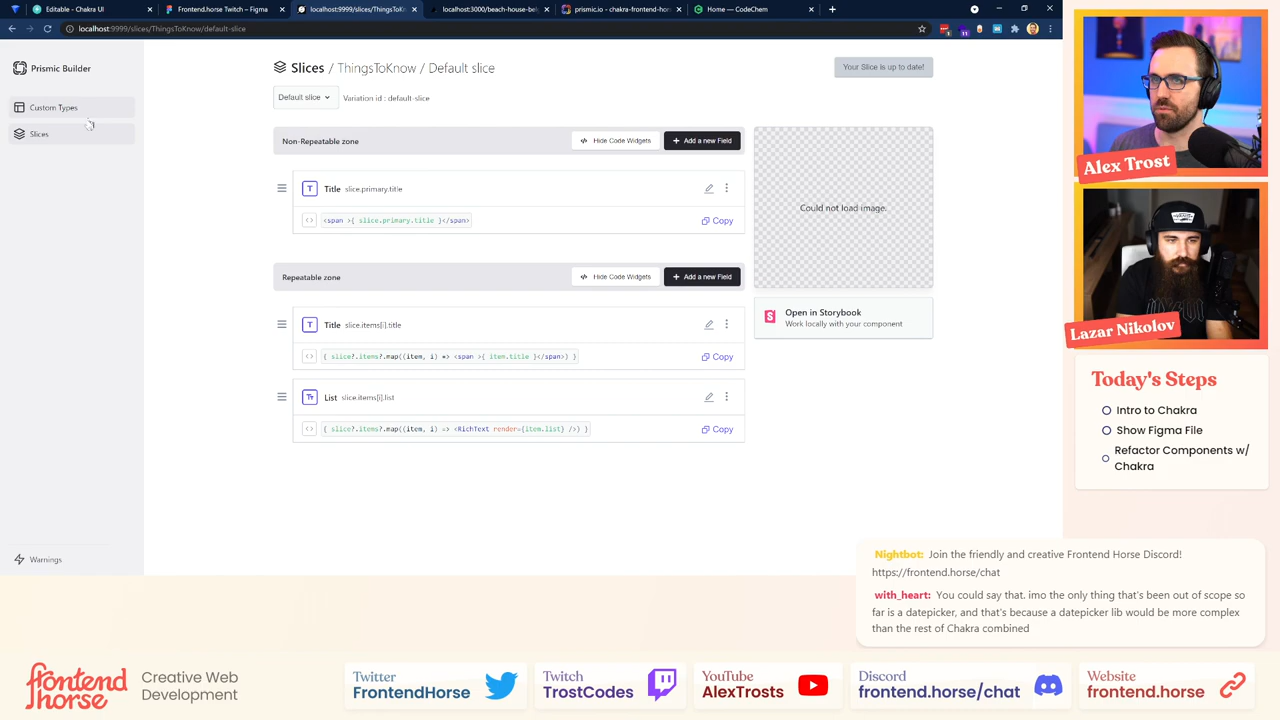 Editable - Chakra UI
Frontend.horse Twitch – Figma
localhost:9999/slices/ThingsToKn
localhost:3000/beach-house-bel
prismic.io - chakra-frontend-hor
Home — CodeChem
localhost:9999/slices/ThingsToKnow/default-slice
Prismic Builder
Custom Types
Slices
Warnings
Slices / ThingsToKnow / Default slice
Your Slice is up to date!
Default slice
Variation id : default-slice
Non-Repeatable zone
Hide Code Widgets
Add a new Field
Title slice.primary.title
<span >{ slice.primary.title }</span>
Copy
Repeatable zone
Hide Code Widgets
Add a new Field
Title slice.items[i].title
{ slice?.items?.map((item, i) => <span >{ item.title }</span>) }
Copy
List slice.items[i].list
{ slice?.items?.map((item, i) => <RichText render={item.list} />) }
Copy
Could not load image.
Open in Storybook
Work locally with your component
Alex Trost
Lazar Nikolov
Today's Steps
Intro to Chakra
Show Figma File
Refactor Components w/
Chakra
Nightbot: Join the friendly and creative Frontend Horse Discord!
https://frontend.horse/chat
with_heart: You could say that. imo the only thing that's been out of scope so
far is a datepicker, and that's because a datepicker lib would be more complex
than the rest of Chakra combined
frontend
horse
Creative Web
Development
Twitter
FrontendHorse
Twitch
TrostCodes
YouTube
AlexTrosts
Discord
frontend.horse/chat
Website
frontend.horse